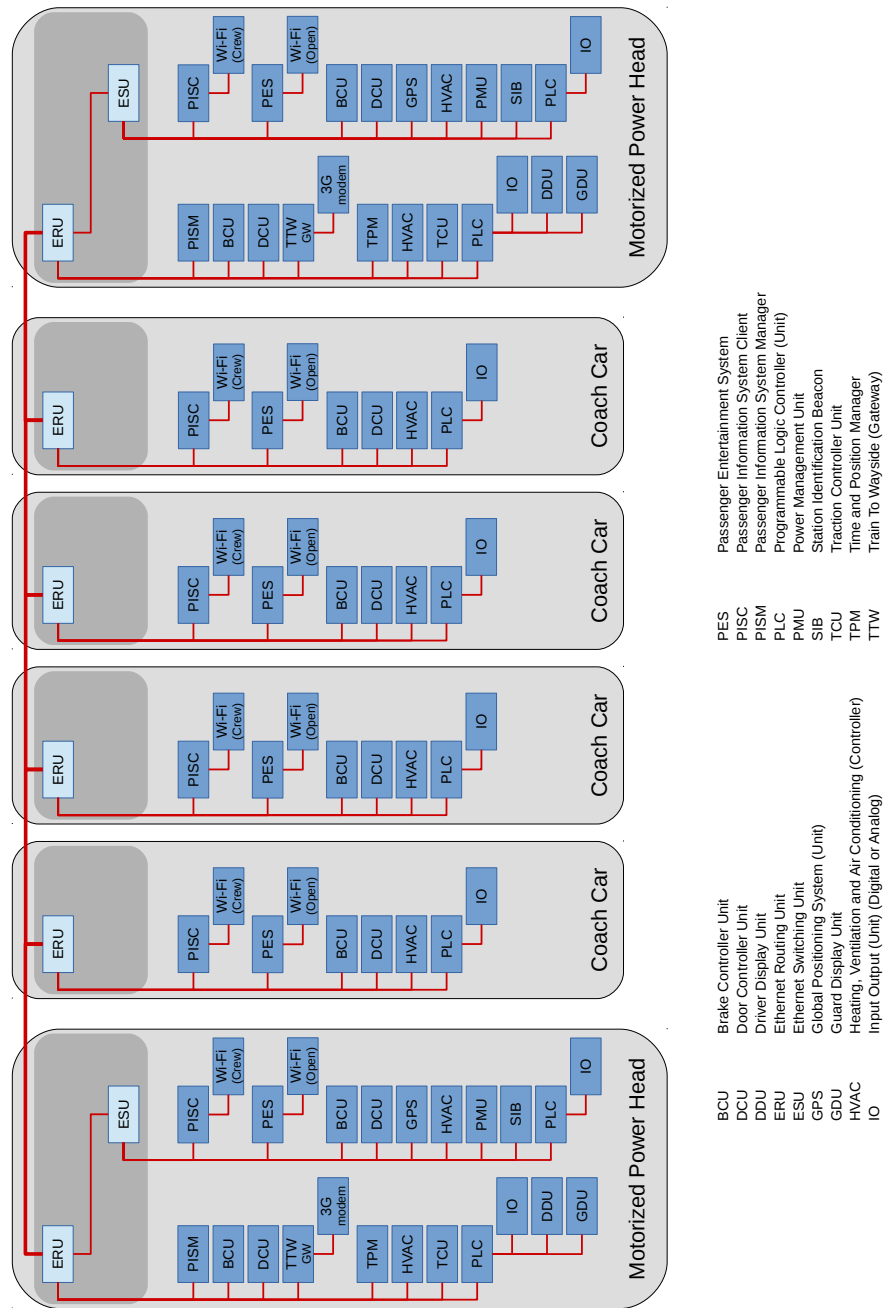 ERU
ESU
PISM
BCU
DCU
TTW
GW
3G
modem
TPM
HVAC
TCU
PLC
IO
DDU
GDU
PISC
Wi-Fi
(Crew)
PES
Wi-Fi
(Open)
BCU
DCU
GPS
HVAC
PMU
SIB
PLC
IO
Motorized Power Head
ERU
PISC
Wi-Fi
(Crew)
PES
Wi-Fi
(Open)
BCU
DCU
HVAC
PLC
IO
Coach Car
ERU
PISC
Wi-Fi
(Crew)
PES
Wi-Fi
(Open)
BCU
DCU
HVAC
PLC
IO
Coach Car
ERU
PISC
Wi-Fi
(Crew)
PES
Wi-Fi
(Open)
BCU
DCU
HVAC
PLC
IO
Coach Car
ERU
PISC
Wi-Fi
(Crew)
PES
Wi-Fi
(Open)
BCU
DCU
HVAC
PLC
IO
Coach Car
ERU
ESU
PISM
BCU
DCU
TTW
GW
3G
modem
TPM
HVAC
TCU
PLC
IO
DDU
GDU
PISC
Wi-Fi
(Crew)
PES
Wi-Fi
(Open)
BCU
DCU
GPS
HVAC
PMU
SIB
PLC
IO
Motorized Power Head
BCU Brake Controller Unit
DCU Door Controller Unit
DDU Driver Display Unit
ERU Ethernet Routing Unit
ESU Ethernet Switching Unit
GPS Global Positioning System (Unit)
GDU Guard Display Unit
HVAC Heating, Ventilation and Air Conditioning (Controller)
IO Input Output (Unit) (Digital or Analog)
PES Passenger Entertainment System
PISC Passenger Information System Client
PISM Passenger Information System Manager
PLC Programmable Logic Controller (Unit)
PMU Power Management Unit
SIB Station Identification Beacon
TCU Traction Controller Unit
TPM Time and Position Manager
TTW Train To Wayside (Gateway)